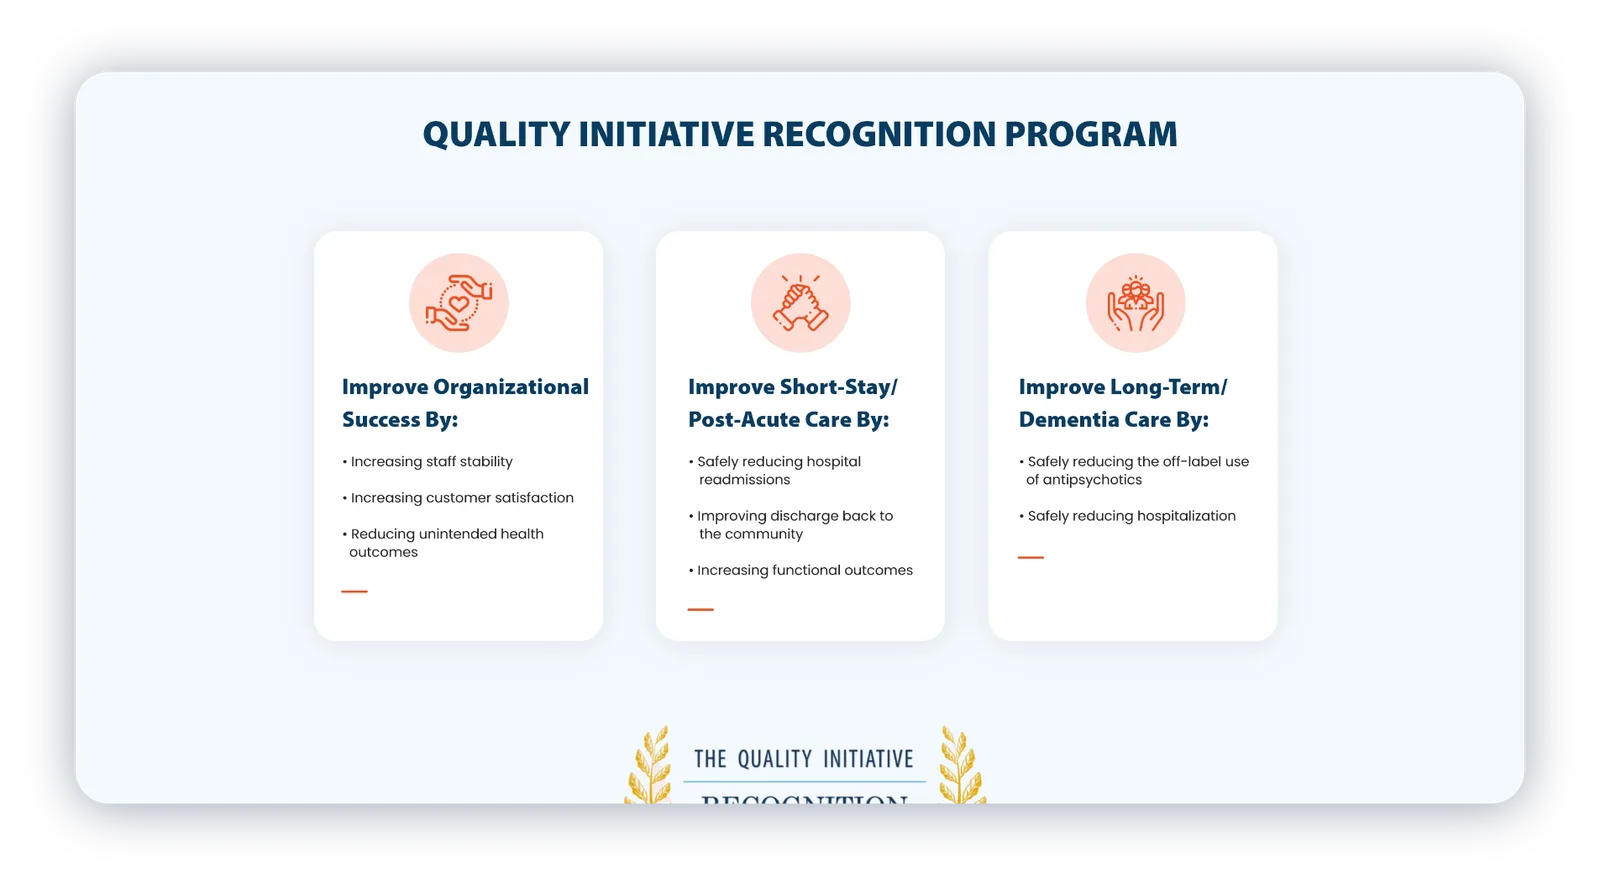 QUALITY INITIATIVE RECOGNITION PROGRAM
Improve Organizational
Success By:
• Increasing staff stability
• Increasing customer satisfaction
• Reducing unintended health
outcomes
Improve Short-Stay/
Post-Acute Care By:
• Safely reducing hospital
readmissions
• Improving discharge back to
the community
• Increasing functional outcomes
Improve Long-Term/
Dementia Care By:
• Safely reducing the off-label use
of antipsychotics
• Safely reducing hospitalization
THE QUALITY INITIATIVE
RECOGNITION